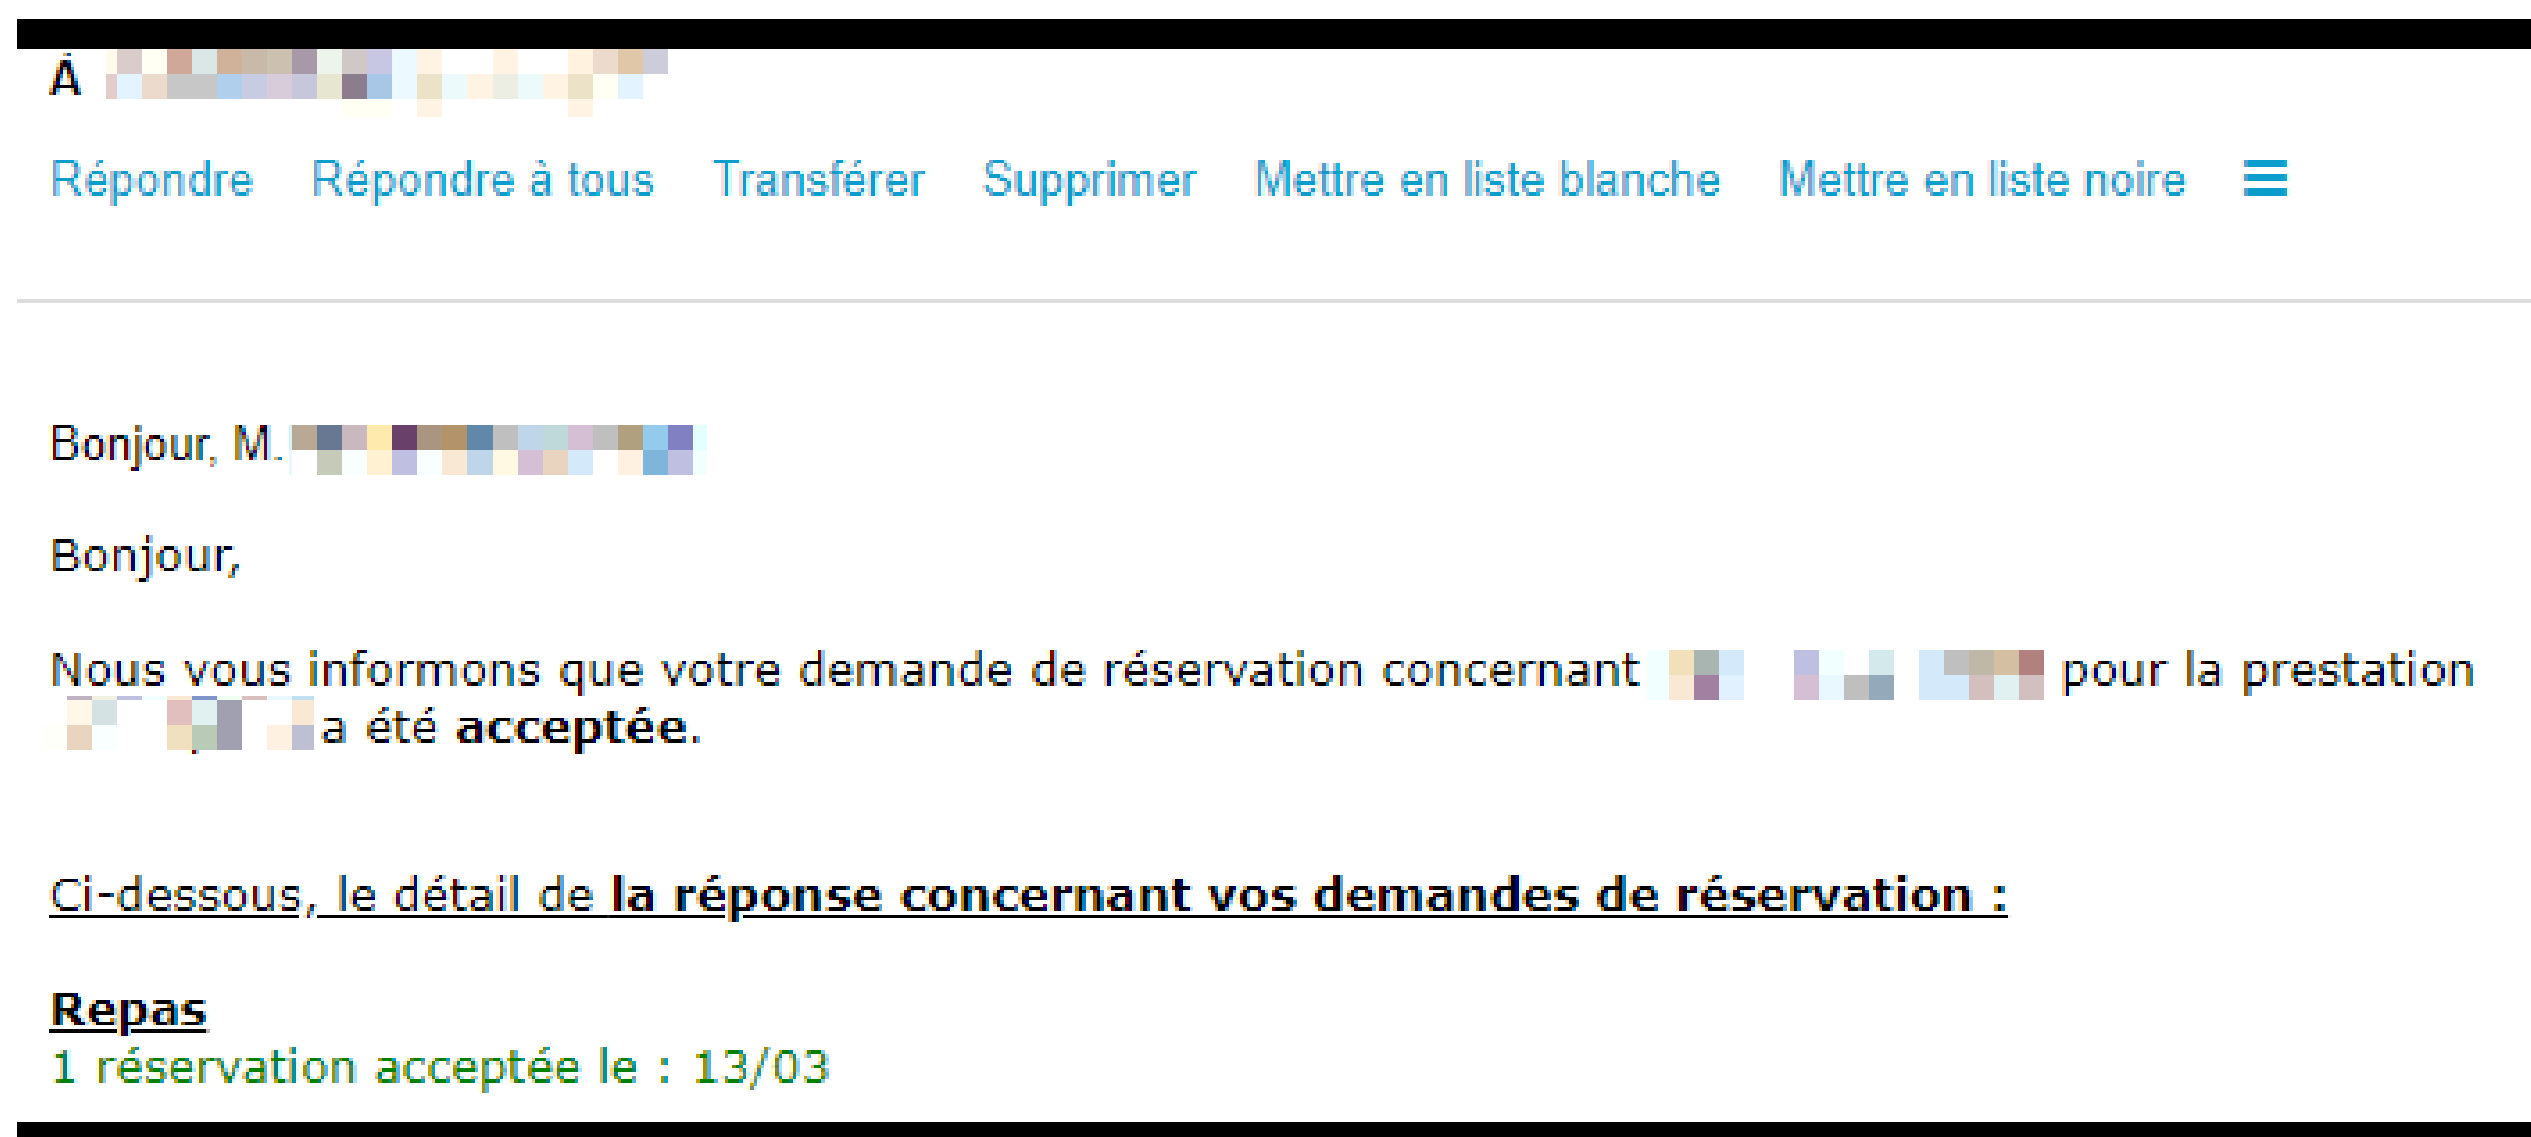 À
Répondre Répondre à tous Transférer Supprimer Mettre en liste blanche Mettre en liste noire
Bonjour, M.
Bonjour,
Nous vous informons que votre demande de réservation concernant pour la prestation
a été acceptée.
Ci-dessous, le détail de la réponse concernant vos demandes de réservation :
Repas
1 réservation acceptée le : 13/03